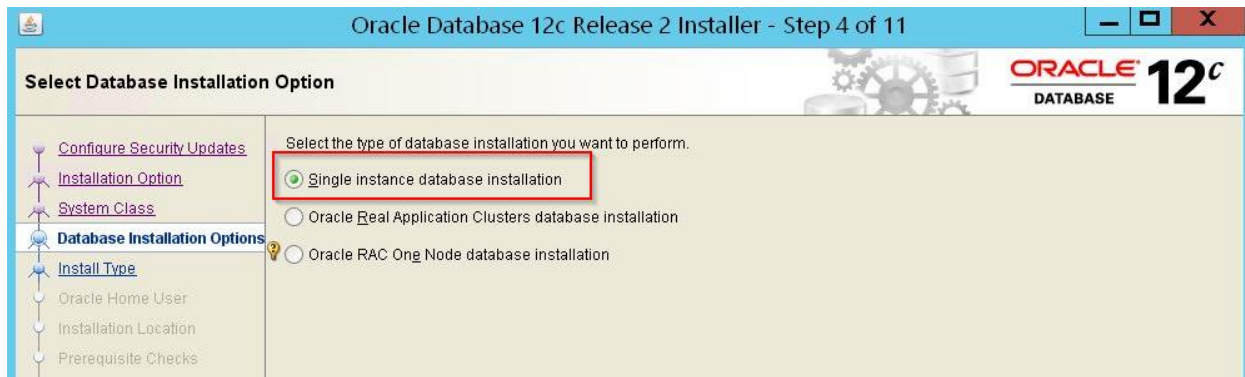 Oracle Database 12c Release 2 Installer - Step 4 of 11
Select Database Installation Option
ORACLE 12c
DATABASE
Configure Security Updates
Installation Option
System Class
Database Installation Options
Install Type
Oracle Home User
Installation Location
Prerequisite Checks
Select the type of database installation you want to perform.
Single instance database installation
Oracle Real Application Clusters database installation
Oracle RAC One Node database installation